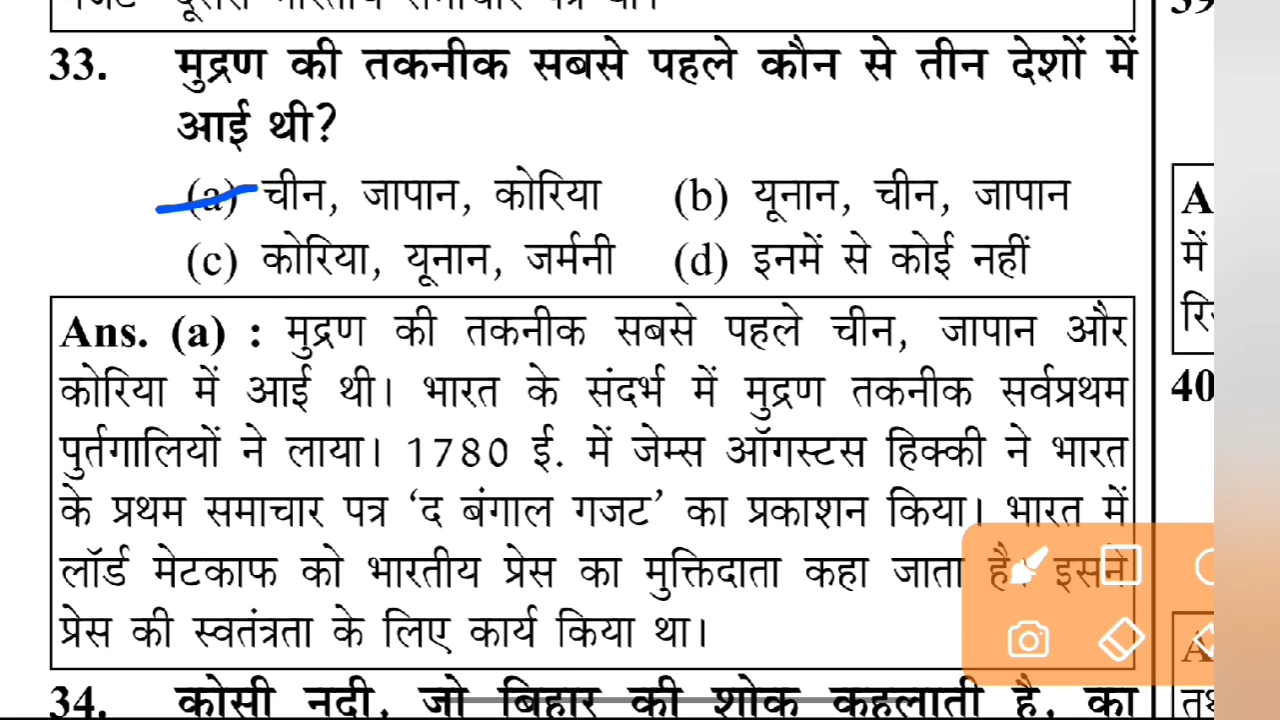 33. मुद्रण की तकनीक सबसे पहले कौन से तीन देशों में
आई थी?
(a) चीन, जापान, कोरिया (b) यूनान, चीन, जापान
(c) कोरिया, यूनान, जर्मनी (d) इनमें से कोई नहीं
Ans. (a) : मुद्रण की तकनीक सबसे पहले चीन, जापान और
कोरिया में आई थी। भारत के संदर्भ में मुद्रण तकनीक सर्वप्रथम
पुर्तगालियों ने लाया। 1780 ई. में जेम्स ऑगस्टस हिक्की ने भारत
के प्रथम समाचार पत्र ‘द बंगाल गजट’ का प्रकाशन किया। भारत में
लॉर्ड मेटकाफ को भारतीय प्रेस का मुक्तिदाता कहा जाता है। इसने
प्रेस की स्वतंत्रता के लिए कार्य किया था।
34. कोसी नदी, जो बिहार की शोक कहलाती है, का
A
में
40
A